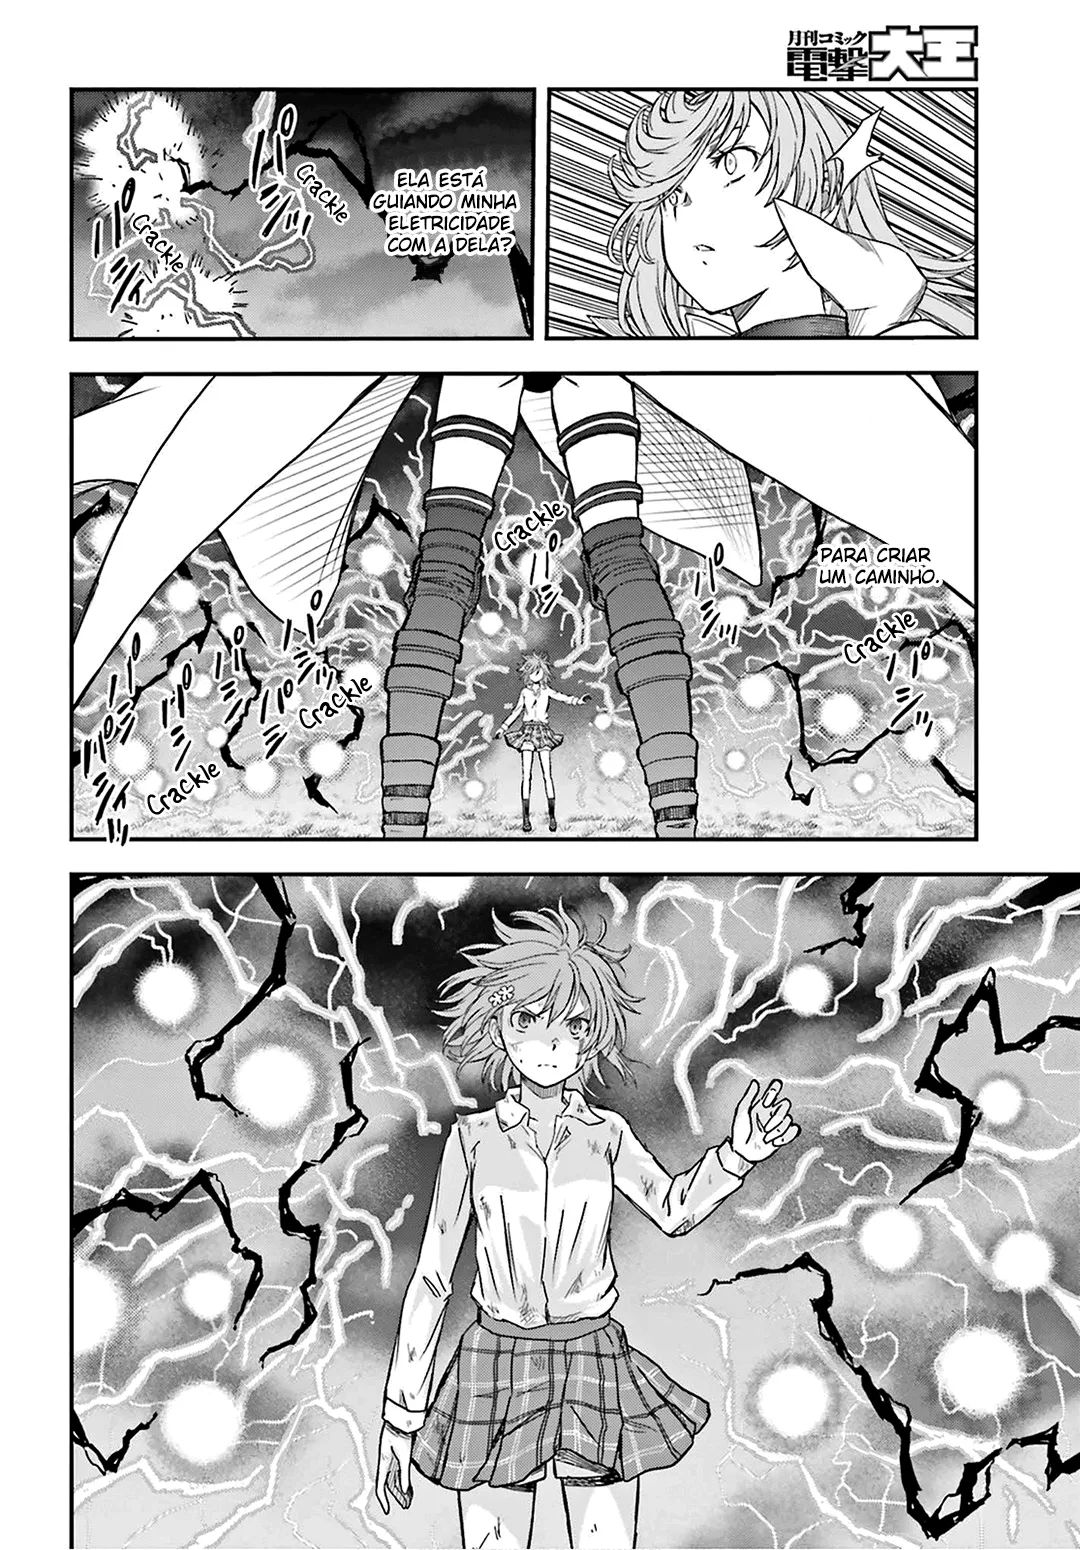 月刊コミック
電撃大王
ELA ESTÁ
GUIANDO MINHA
ELETRICIDADE
COM A DELA?
Crackle
Crackle
PARA CRIAR
UM CAMINHO.
Crackle
Crackle
Crackle
Crackle